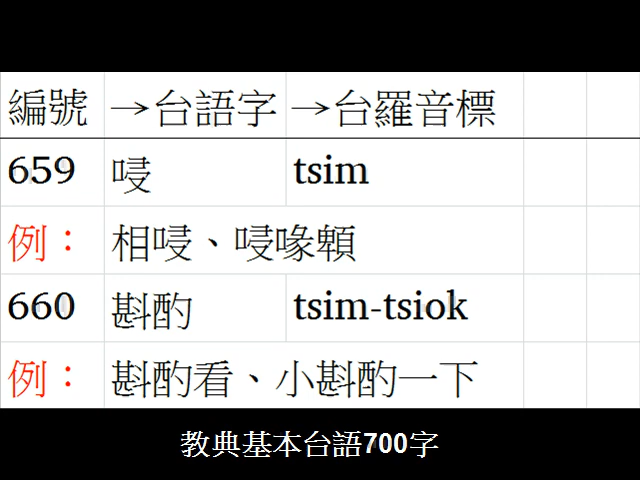 編號 →台語字 →台羅音標
659 唚 tsim
例： 相唚、唚喙䫌
660 斟酌 tsim-tsiok
例： 斟酌看、小斟酌一下
教典基本台語700字